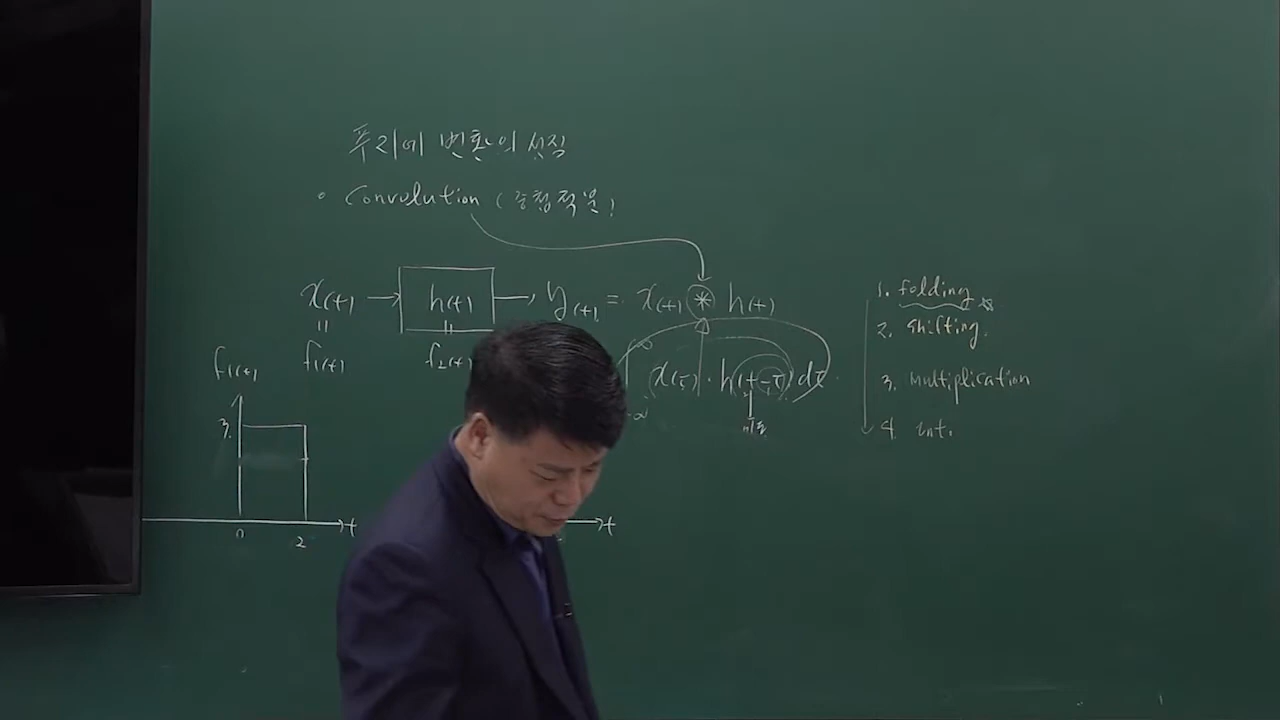 푸리에 변환의 성질
◦ Convolution (중첩적분)
x(t) → h(t) → y(t) = x(t) * h(t)
f1(t) f2(t)
∞ x(τ) · h(t-τ) dτ
-∞
f1(t)
3
0 2 t
t
1. folding
2. shifting
3. multiplication
4. int.